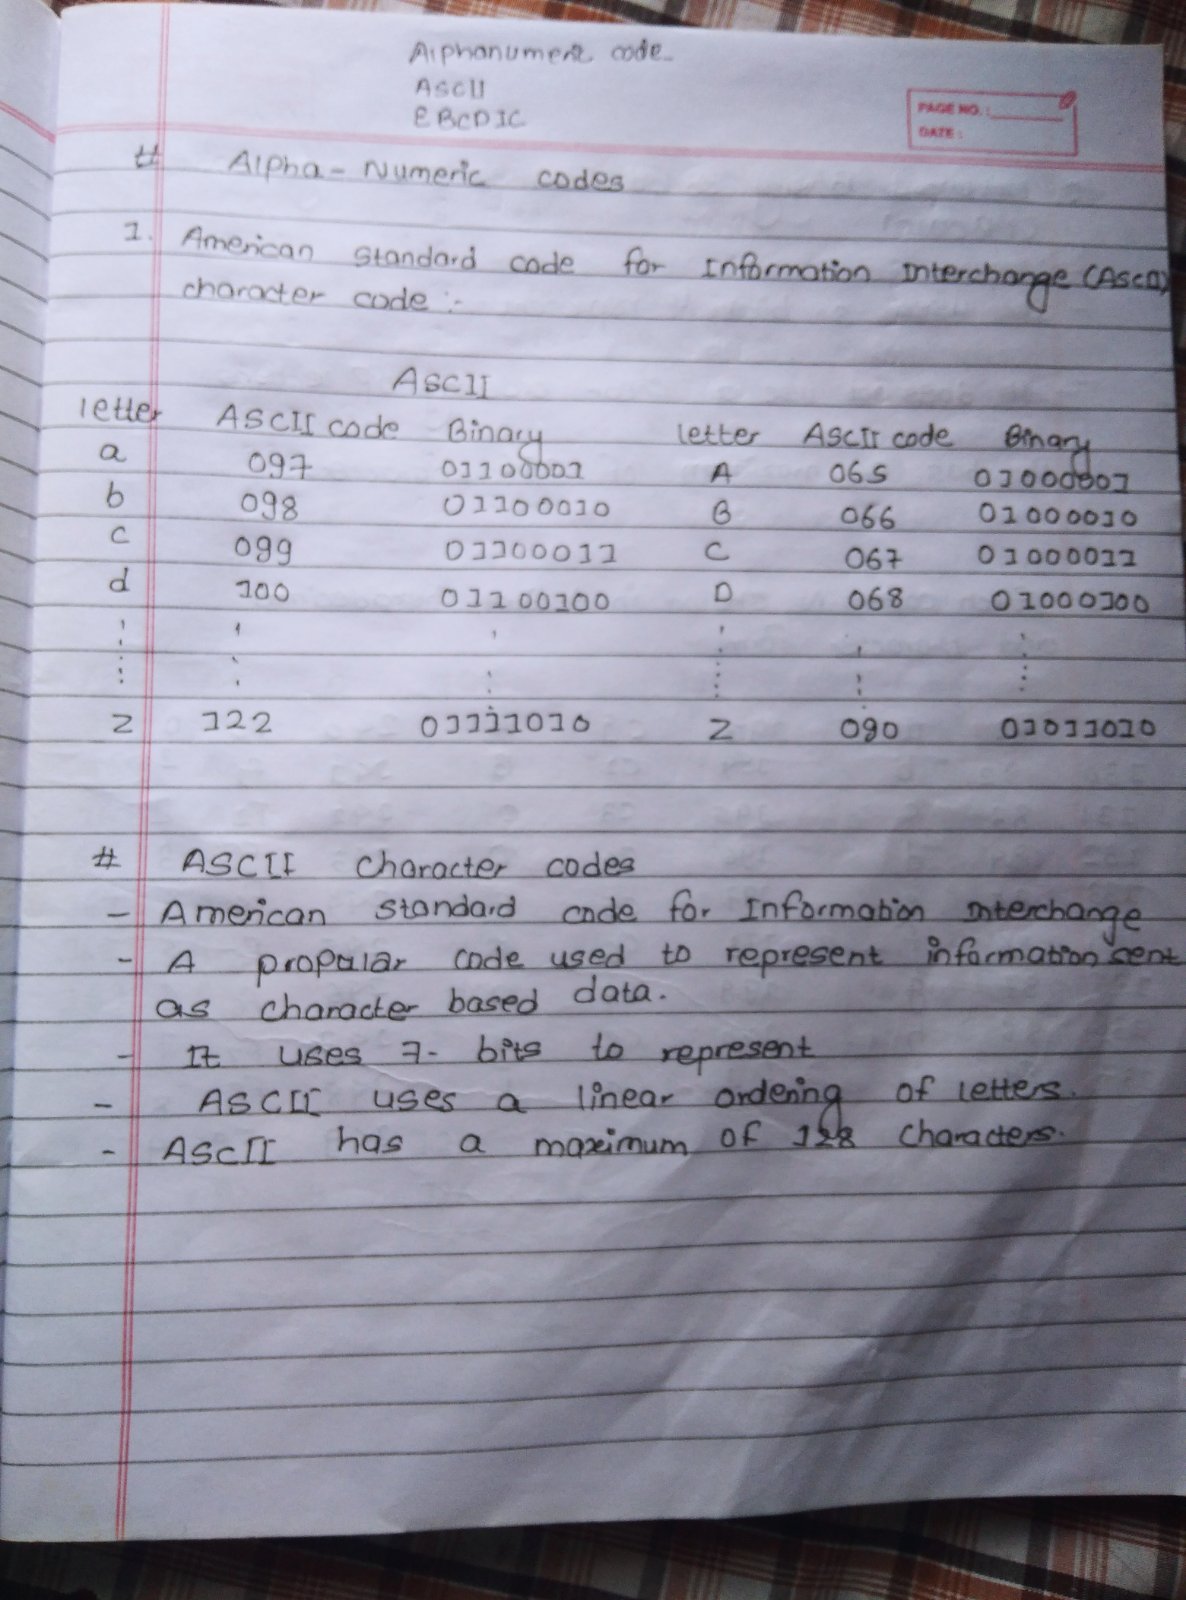 Alphanumeric code
ASCII
EBCDIC
PAGE NO. :
DATE :
# Alpha - Numeric codes
1. American standard code for Information Interchange (ASCII)
character code :-
ASCII
letter ASCII code Binary letter ASCII code Binary
a 097 01100001 A 065 01000001
b 098 01100010 B 066 01000010
c 099 01100011 C 067 01000011
d 100 01100100 D 068 01000100
z 122 01111010 Z 090 01011010
# ASCII character codes
- American standard code for Information Interchange
- A propular code used to represent information sent
as character based data.
- It uses 7- bits to represent
- ASCII uses a linear ordering of letters.
- ASCII has a maximum of 128 characters.